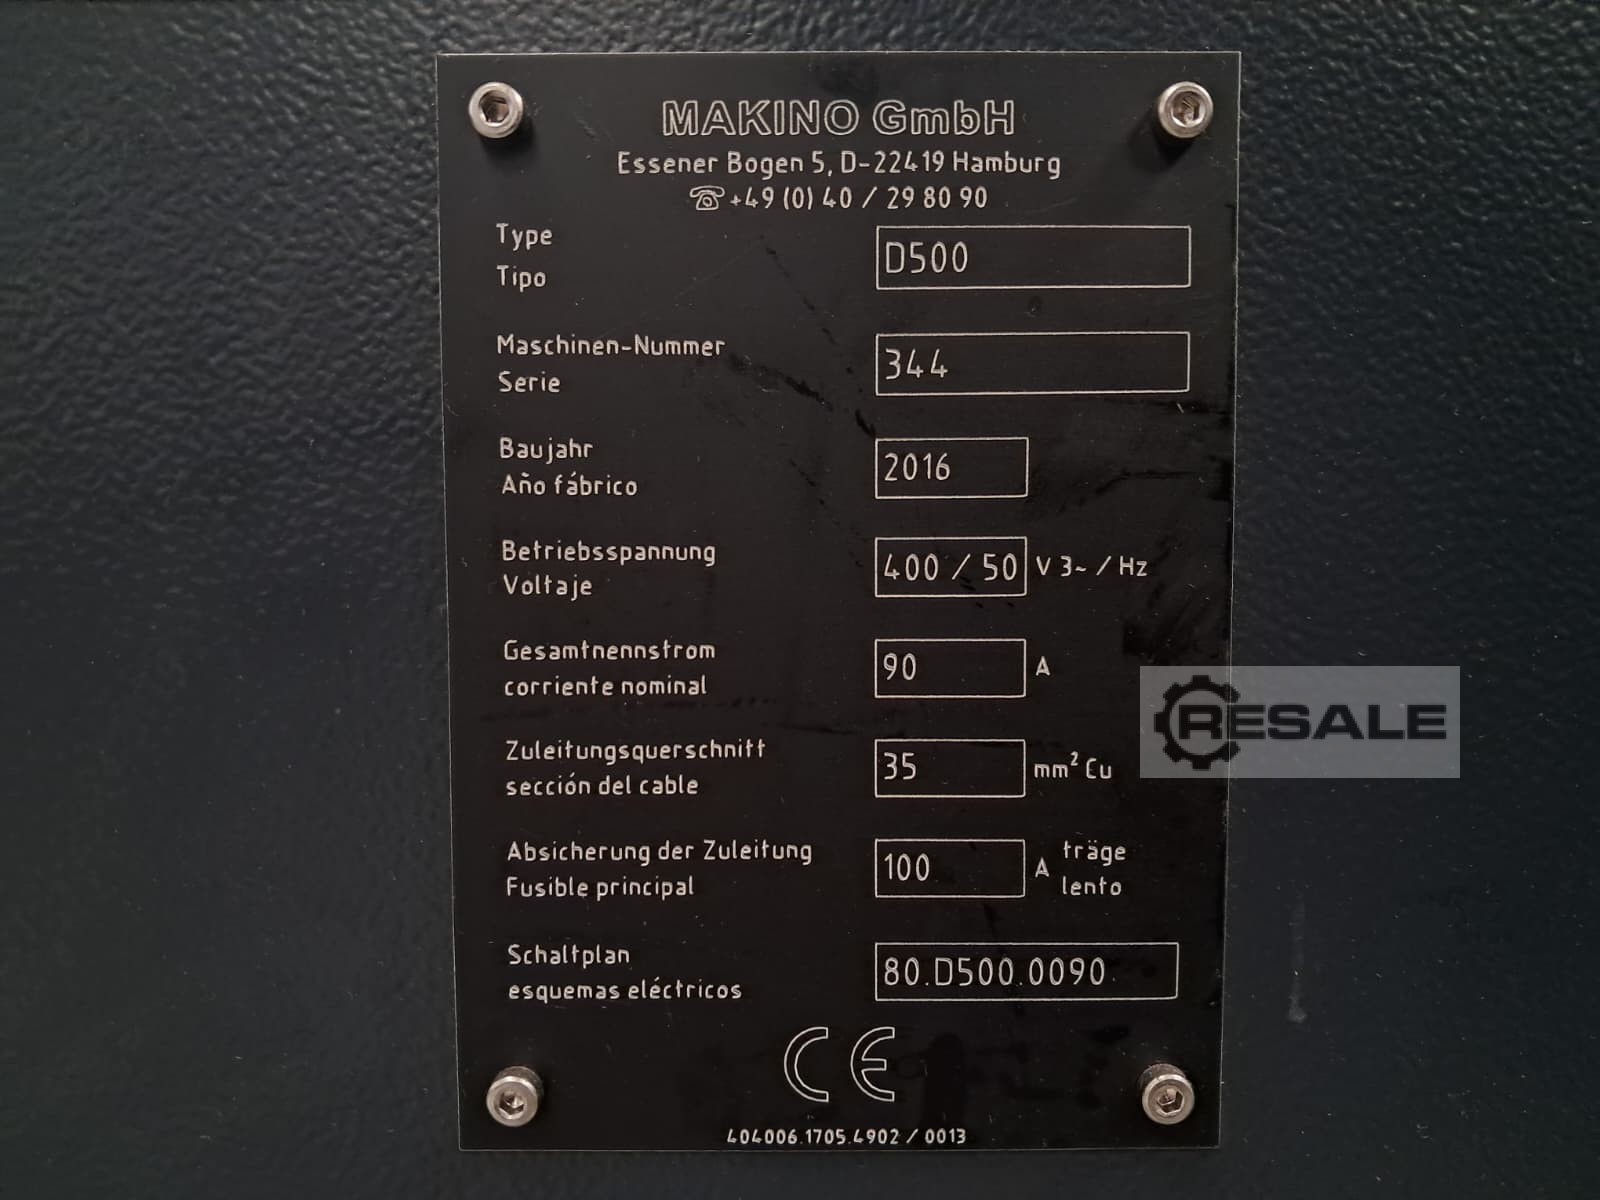 MAKINO GmbH
Essener Bogen 5, D-22419 Hamburg
☏ +49 (0) 40 / 29 80 90
Type
Tipo
D500
Maschinen-Nummer
Serie
344
Baujahr
Año fábrico
2016
Betriebsspannung
Voltaje
400 / 50 V 3~ / Hz
Gesamtnennstrom
corriente nominal
90 A
Zuleitungsquerschnitt
sección del cable
35 mm² Cu
Absicherung der Zuleitung
Fusible principal
100 A träge
lento
Schaltplan
esquemas eléctricos
80.D500.0090
CE
404006.1705.4902 / 0013
RESALE